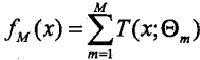 f_M(x) = \sum_{m=1}^{M} T(x; \Theta_m)